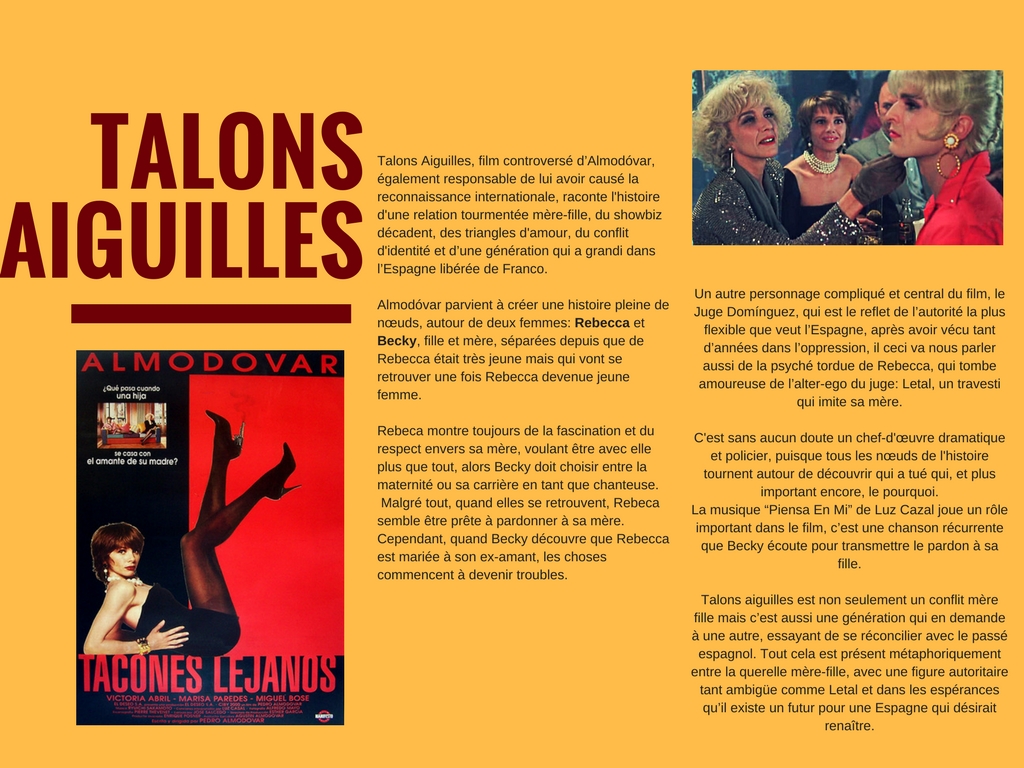 TALONS
AIGUILLES
ALMODOVAR
¿Qué pasa cuando
una hija
se casa con
el amante de su madre?
TACONES LEJANOS
VICTORIA ABRIL - MARISA PAREDES - MIGUEL BOSE
PEDRO ALMODOVAR
Talons Aiguilles, film controversé d'Almodóvar,
également responsable de lui avoir causé la
reconnaissance internationale, raconte l'histoire
d'une relation tourmentée mère-fille, du showbiz
décadent, des triangles d'amour, du conflit
d'identité et d'une génération qui a grandi dans
l'Espagne libérée de Franco.
Almodóvar parvient à créer une histoire pleine de
nœuds, autour de deux femmes: Rebecca et
Becky, fille et mère, séparées depuis que de
Rebecca était très jeune mais qui vont se
retrouver une fois Rebecca devenue jeune
femme.
Rebeca montre toujours de la fascination et du
respect envers sa mère, voulant être avec elle
plus que tout, alors Becky doit choisir entre la
maternité ou sa carrière en tant que chanteuse.
Malgré tout, quand elles se retrouvent, Rebeca
semble être prête à pardonner à sa mère.
Cependant, quand Becky découvre que Rebecca
est mariée à son ex-amant, les choses
commencent à devenir troubles.
Un autre personnage compliqué et central du film, le
Juge Domínguez, qui est le reflet de l'autorité la plus
flexible que veut l'Espagne, après avoir vécu tant
d'années dans l'oppression, il ceci va nous parler
aussi de la psyché tordue de Rebecca, qui tombe
amoureuse de l'alter-ego du juge: Letal, un travesti
qui imite sa mère.
C'est sans aucun doute un chef-d'œuvre dramatique
et policier, puisque tous les nœuds de l'histoire
tournent autour de découvrir qui a tué qui, et plus
important encore, le pourquoi.
La musique “Piensa En Mi” de Luz Cazal joue un rôle
important dans le film, c'est une chanson récurrente
que Becky écoute pour transmettre le pardon à sa
fille.
Talons aiguilles est non seulement un conflit mère
fille mais c'est aussi une génération qui en demande
à une autre, essayant de se réconcilier avec le passé
espagnol. Tout cela est présent métaphoriquement
entre la querelle mère-fille, avec une figure autoritaire
tant ambigüe comme Letal et dans les espérances
qu'il existe un futur pour une Espagne qui désirait
renaître.